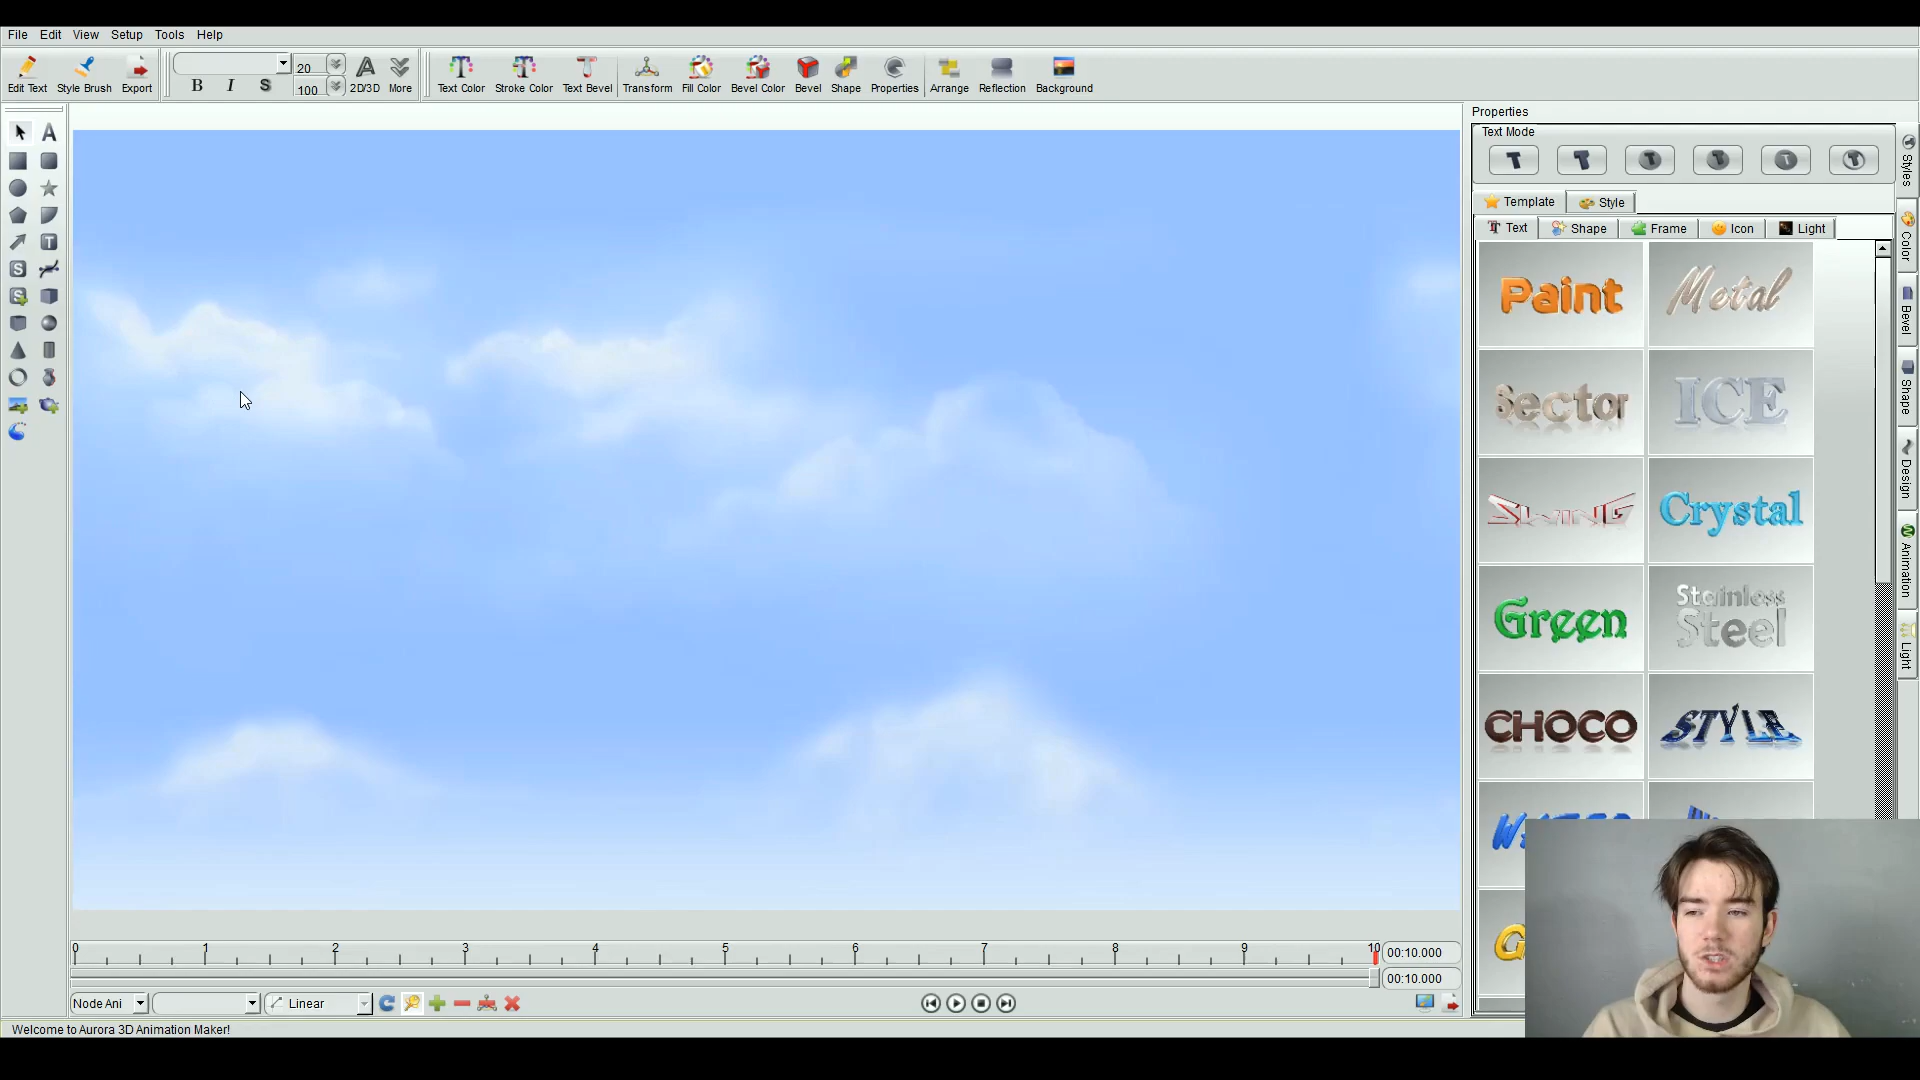 File Edit View Setup Tools Help
20
100
B I S
Edit Text Style Brush Export 2D/3D More Text Color Stroke Color Text Bevel Transform Fill Color Bevel Color Bevel Shape Properties Arrange Reflection Background
Properties
Text Mode
Template Style
Text Shape Frame Icon Light
Paint Metal
Sector ICE
SWING Crystal
Green Stainless Steel
CHOCO STYLE
Styles
Color
Bevel
Shape
Design
Animation
Light
0 1 2 3 4 5 6 7 8 9 10 00:10.000
00:10.000
Node Ani Linear
Welcome to Aurora 3D Animation Maker!